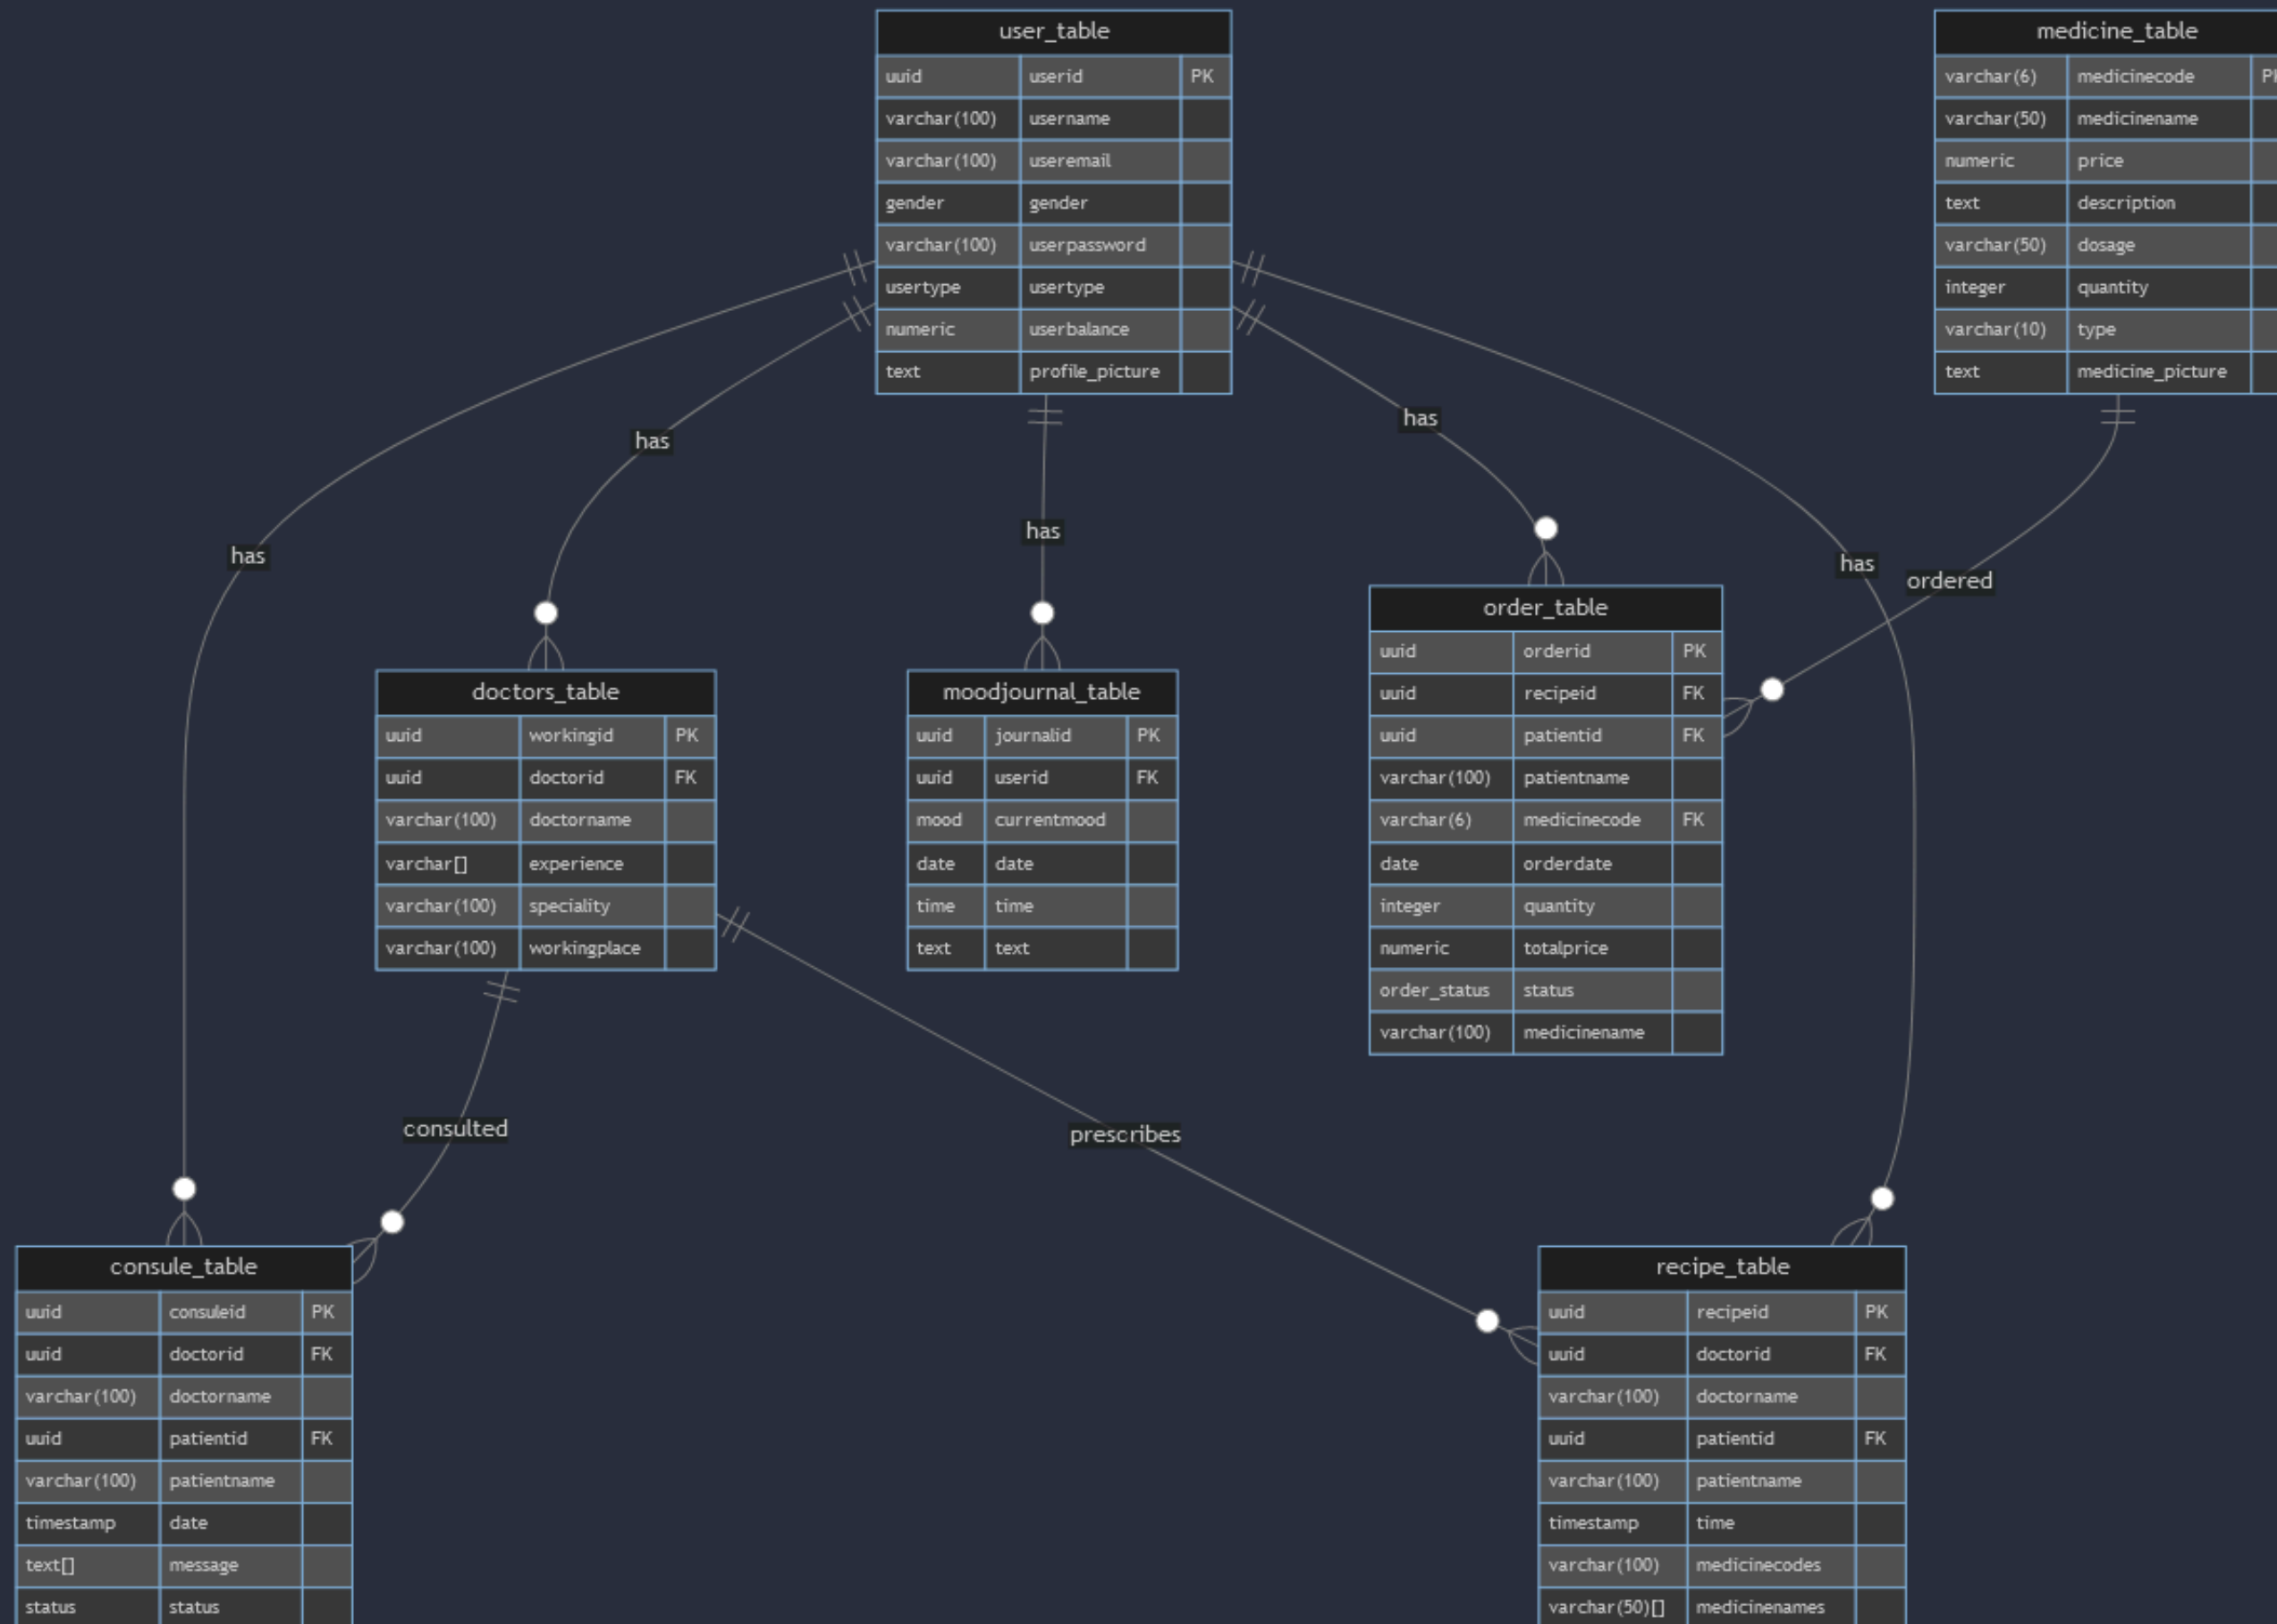 user_table
uuid userid PK
varchar(100) username
varchar(100) useremail
gender gender
varchar(100) userpassword
usertype usertype
numeric userbalance
text profile_picture
medicine_table
varchar(6) medicinecode
varchar(50) medicinename
numeric price
text description
varchar(50) dosage
integer quantity
varchar(10) type
text medicine_picture
has
has
has
has
has
ordered
doctors_table
uuid workingid PK
uuid doctorid FK
varchar(100) doctorname
varchar[] experience
varchar(100) speciality
varchar(100) workingplace
moodjournal_table
uuid journalid PK
uuid userid FK
mood currentmood
date date
time time
text text
order_table
uuid orderid PK
uuid recipeid FK
uuid patientid FK
varchar(100) patientname
varchar(6) medicinecode FK
date orderdate
integer quantity
numeric totalprice
order_status status
varchar(100) medicinename
consulted
prescribes
consule_table
uuid consuleid PK
uuid doctorid FK
varchar(100) doctorname
uuid patientid FK
varchar(100) patientname
timestamp date
text[] message
status status
recipe_table
uuid recipeid PK
uuid doctorid FK
varchar(100) doctorname
uuid patientid FK
varchar(100) patientname
timestamp time
varchar(100) medicinecodes
varchar(50)[] medicinenames